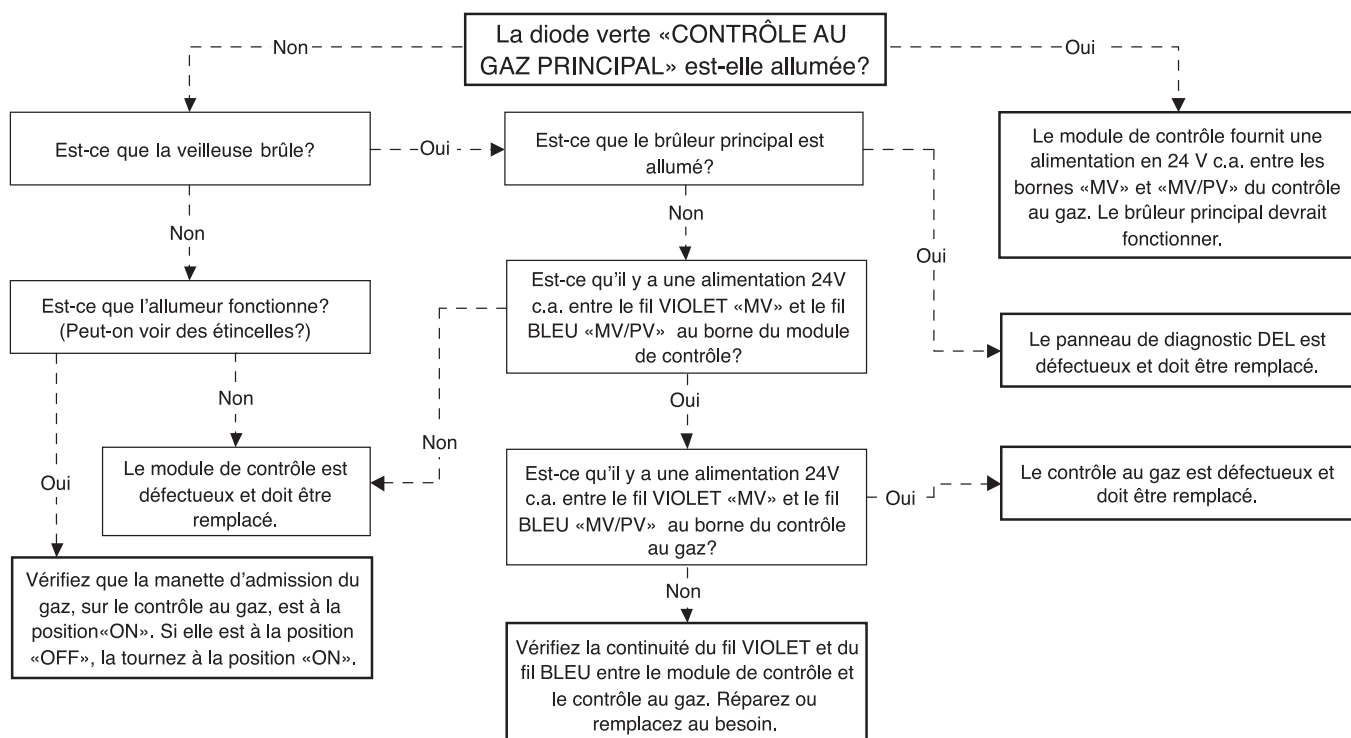 La diode verte «CONTRÔLE AU
GAZ PRINCIPAL» est-elle allumée?
Non
Oui
Est-ce que la veilleuse brûle?
Oui
Est-ce que le brûleur principal est
allumé?
Le module de contrôle fournit une
alimentation en 24 V c.a. entre les
bornes «MV» et «MV/PV» du contrôle
au gaz. Le brûleur principal devrait
fonctionner.
Non
Non
Oui
Est-ce que l'allumeur fonctionne?
(Peut-on voir des étincelles?)
Est-ce qu'il y a une alimentation 24V
c.a. entre le fil VIOLET «MV» et le fil
BLEU «MV/PV» au borne du module
de contrôle?
Le panneau de diagnostic DEL est
défectueux et doit être remplacé.
Non
Oui
Non
Oui
Le module de contrôle est
défectueux et doit être
remplacé.
Est-ce qu'il y a une alimentation 24V
c.a. entre le fil VIOLET «MV» et le fil
BLEU «MV/PV» au borne du contrôle
au gaz?
Oui
Le contrôle au gaz est défectueux et
doit être remplacé.
Vérifiez que la manette d'admission du
gaz, sur le contrôle au gaz, est à la
position«ON». Si elle est à la position
«OFF», la tournez à la position «ON».
Non
Vérifiez la continuité du fil VIOLET et du
fil BLEU entre le module de contrôle et
le contrôle au gaz. Réparez ou
remplacez au besoin.